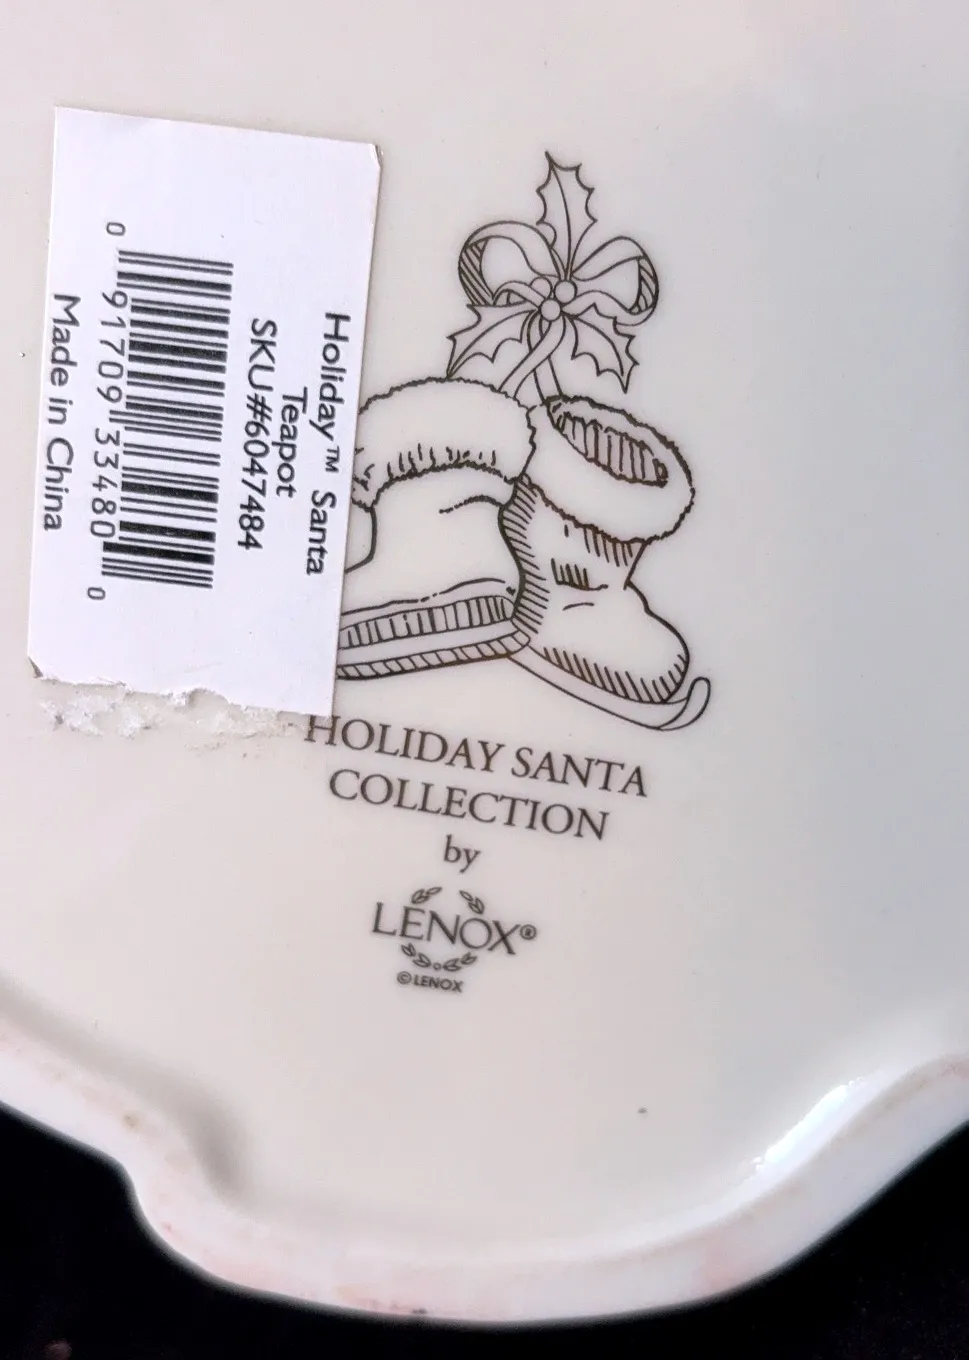 Holiday™ Santa
Teapot
SKU#6047484
0 91709 33480 0
Made in China
HOLIDAY SANTA
COLLECTION
by
LENOX®
©LENOX